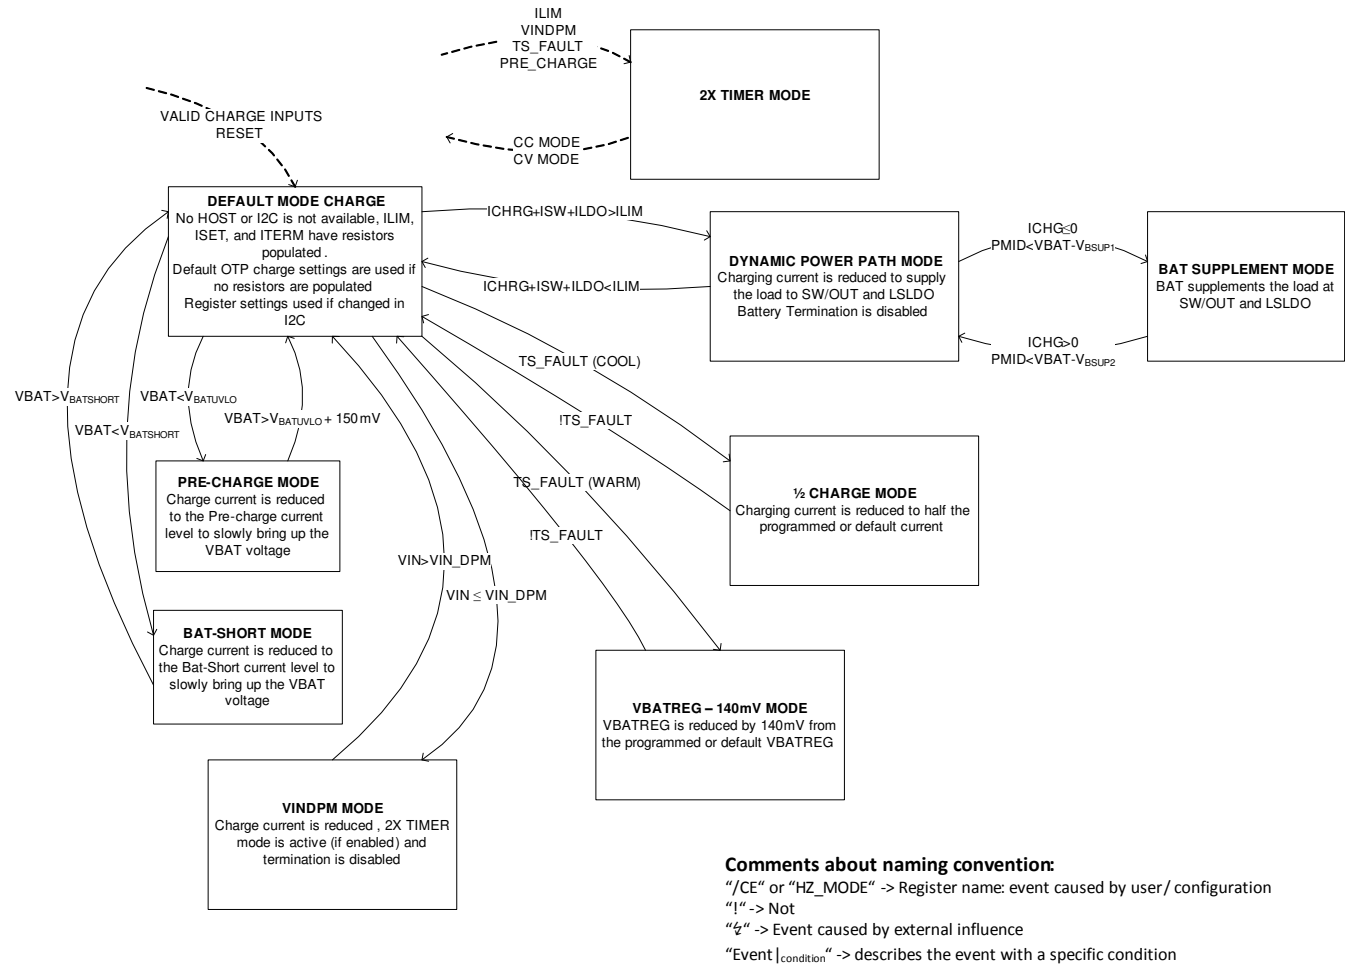 ILIM
VINDPM
TS_FAULT
PRE_CHARGE
2X TIMER MODE
VALID CHARGE INPUTS
RESET
CC MODE
CV MODE
DEFAULT MODE CHARGE
No HOST or I2C is not available, ILIM,
ISET, and ITERM have resistors
populated .
Default OTP charge settings are used if
no resistors are populated
Register settings used if changed in
I2C
ICHRG+ISW+ILDO>ILIM
ICHRG+ISW+ILDO<ILIM
DYNAMIC POWER PATH MODE
Charging current is reduced to supply
the load to SW/OUT and LSLDO
Battery Termination is disabled
ICHG≤0
PMID<VBAT-VBSUP1
ICHG>0
PMID<VBAT-VBSUP2
BAT SUPPLEMENT MODE
BAT supplements the load at
SW/OUT and LSLDO
VBAT>VBATSHORT
VBAT<VBATSHORT
VBAT<VBATUVLO
VBAT>VBATUVLO + 150mV
TS_FAULT (COOL)
!TS_FAULT
TS_FAULT (WARM)
!TS_FAULT
PRE-CHARGE MODE
Charge current is reduced
to the Pre-charge current
level to slowly bring up the
VBAT voltage
½ CHARGE MODE
Charging current is reduced to half the
programmed or default current
VIN>VIN_DPM
VIN ≤ VIN_DPM
BAT-SHORT MODE
Charge current is reduced to
the Bat-Short current level to
slowly bring up the VBAT
voltage
VBATREG – 140mV MODE
VBATREG is reduced by 140mV from
the programmed or default VBATREG
VINDPM MODE
Charge current is reduced , 2X TIMER
mode is active (if enabled) and
termination is disabled
Comments about naming convention:
“/CE“ or “HZ_MODE“ -> Register name: event caused by user/ configuration
“!“ -> Not
“↯“ -> Event caused by external influence
“Event|condition“ -> describes the event with a specific condition